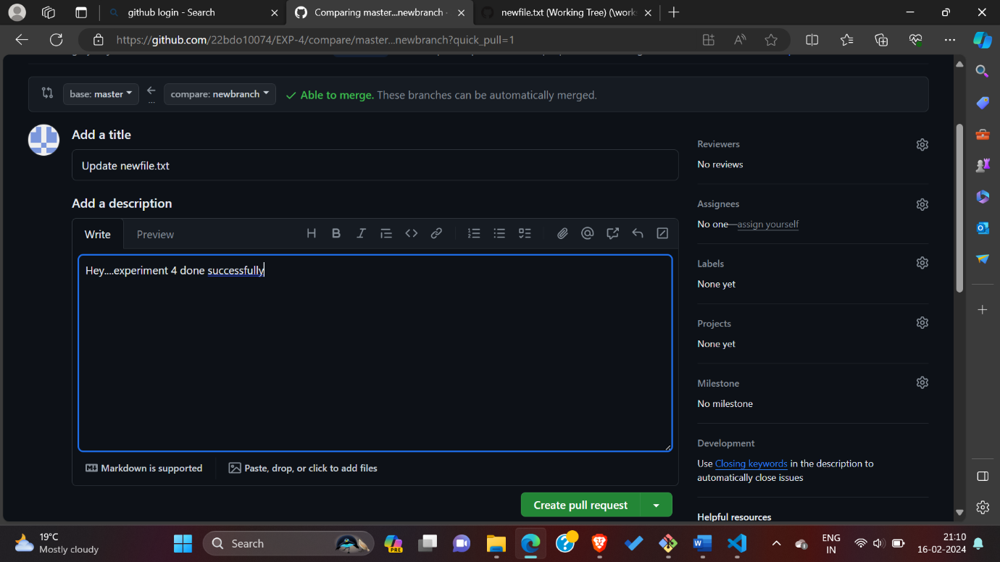 github login - Search
Comparing master...newbranch ·
newfile.txt (Working Tree) (\work
https://github.com/22bdo10074/EXP-4/compare/master...newbranch?quick_pull=1
base: master
compare: newbranch
Able to merge. These branches can be automatically merged.
Add a title
Update newfile.txt
Add a description
Write
Preview
Hey....experiment 4 done successfully
Markdown is supported
Paste, drop, or click to add files
Create pull request
Reviewers
No reviews
Assignees
No one—assign yourself
Labels
None yet
Projects
None yet
Milestone
No milestone
Development
Use Closing keywords in the description to
automatically close issues
Helpful resources
19°C
Mostly cloudy
Search
PRE
ENG
IN
21:10
16-02-2024